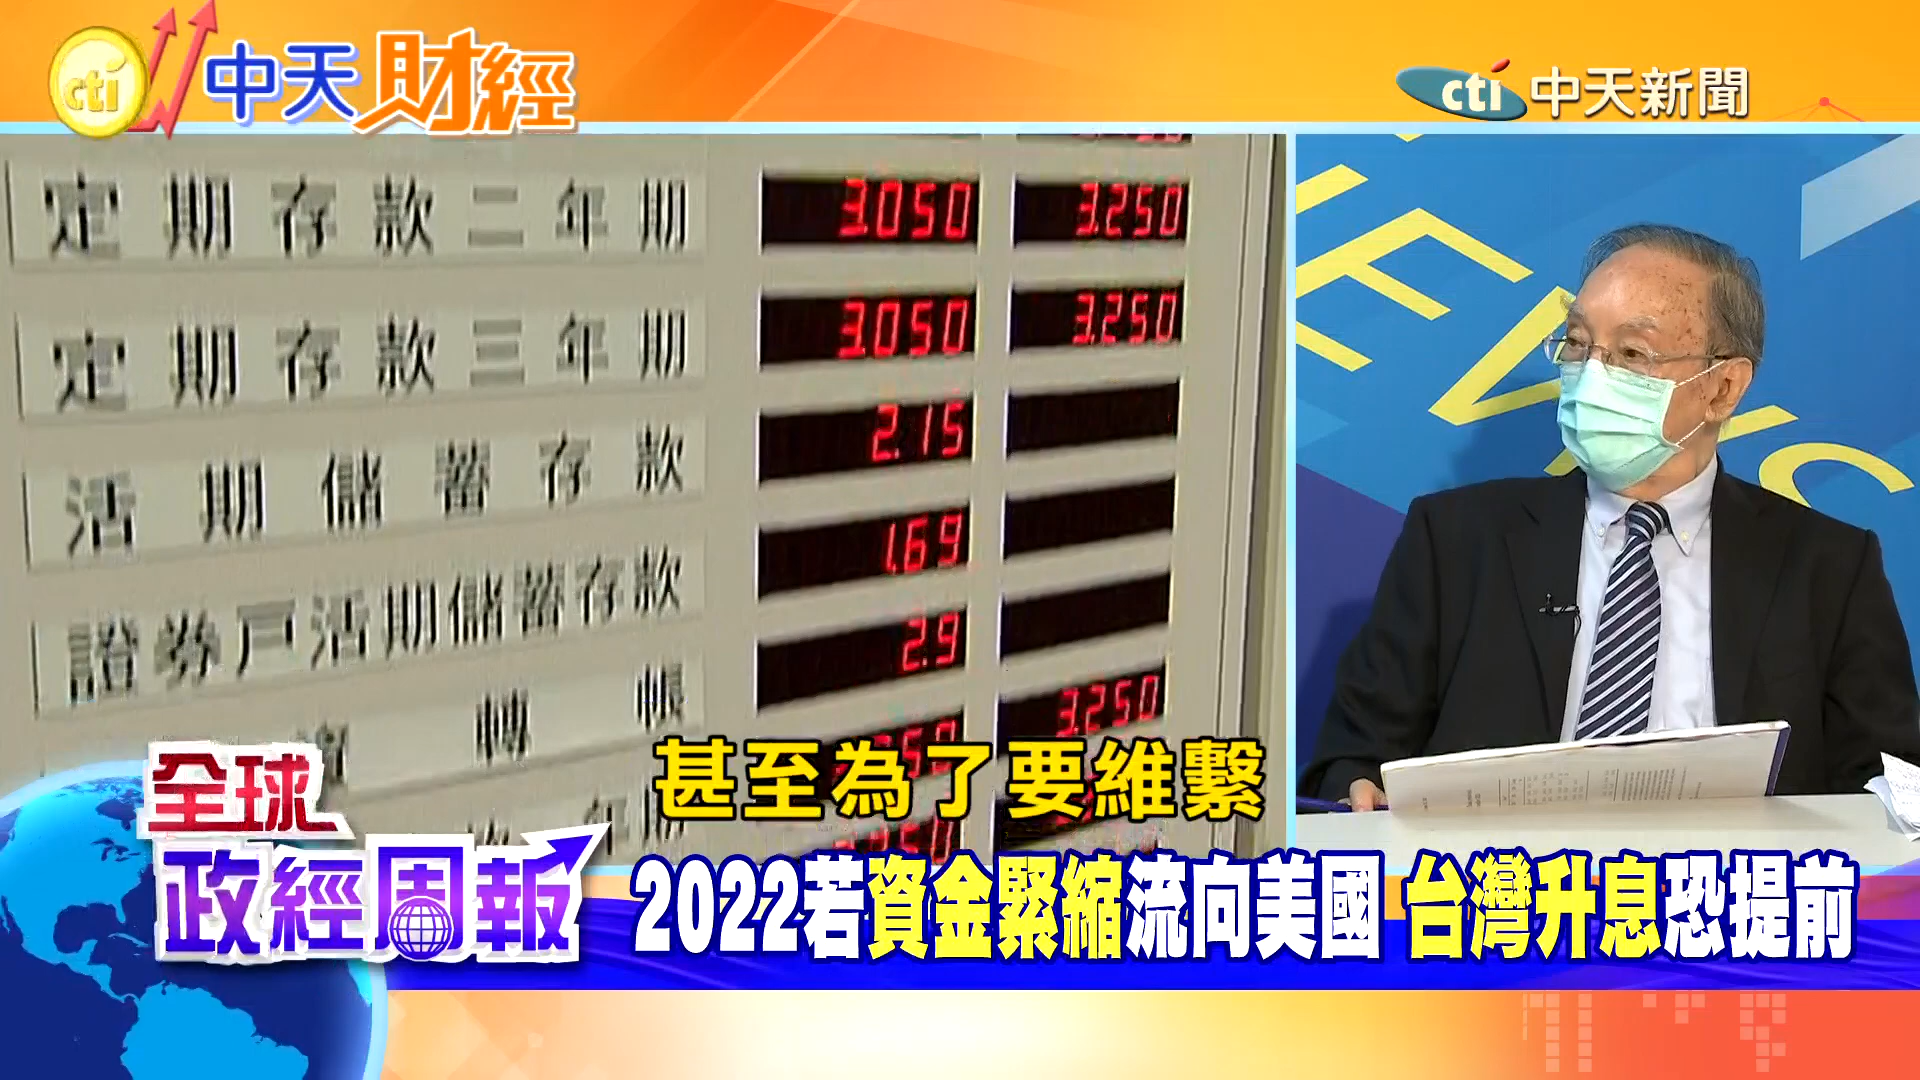 cti 中天財經
cti 中天新聞
NEWS
定期存款二年期 3.050 3.250
定期存款三年期 3.050 3.250
活期儲蓄存款 2.15
證券戶活期儲蓄存款 1.69
轉帳 2.9
3.250
甚至為了要維繫
全球
政經周報
2022若資金緊縮流向美國 台灣升息恐提前